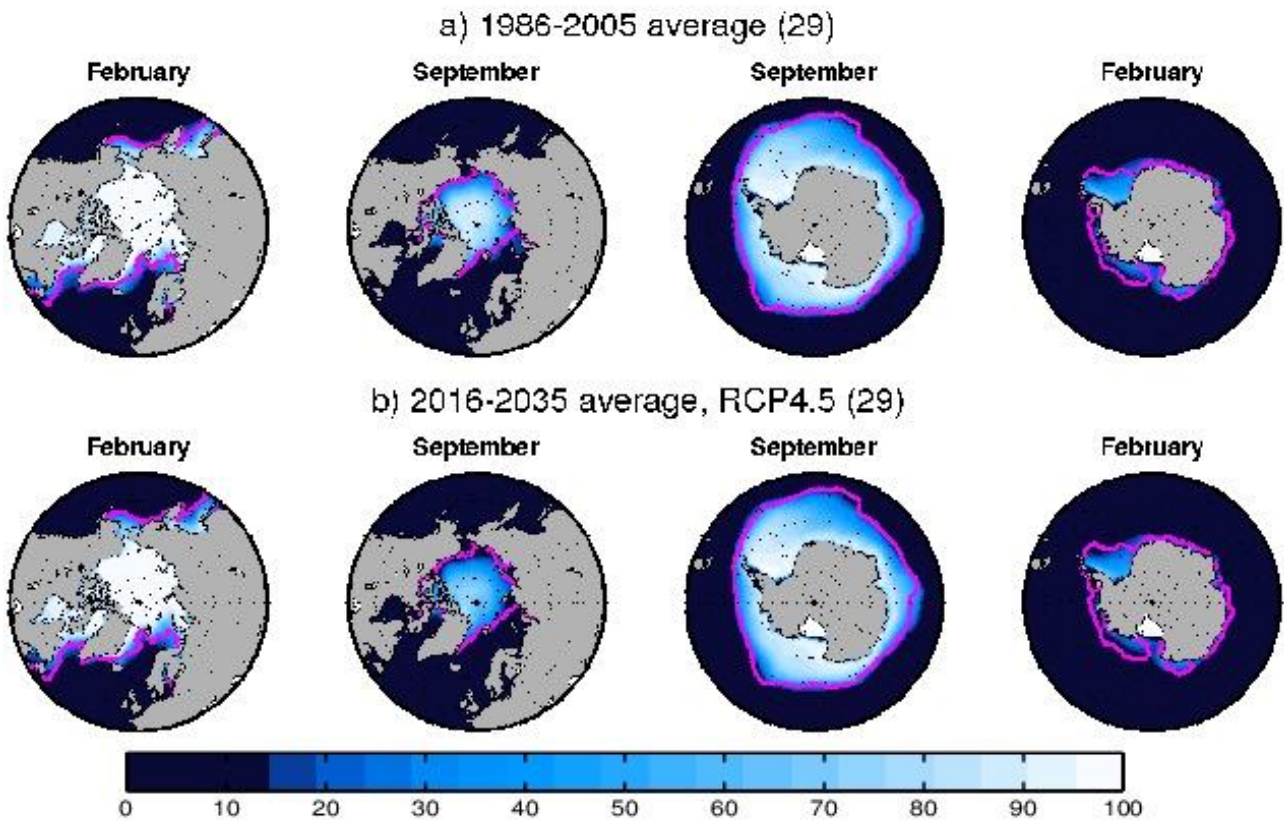 a) 1986-2005 average (29)
February September September February
b) 2016-2035 average, RCP4.5 (29)
February September September February
0 10 20 30 40 50 60 70 80 90 100